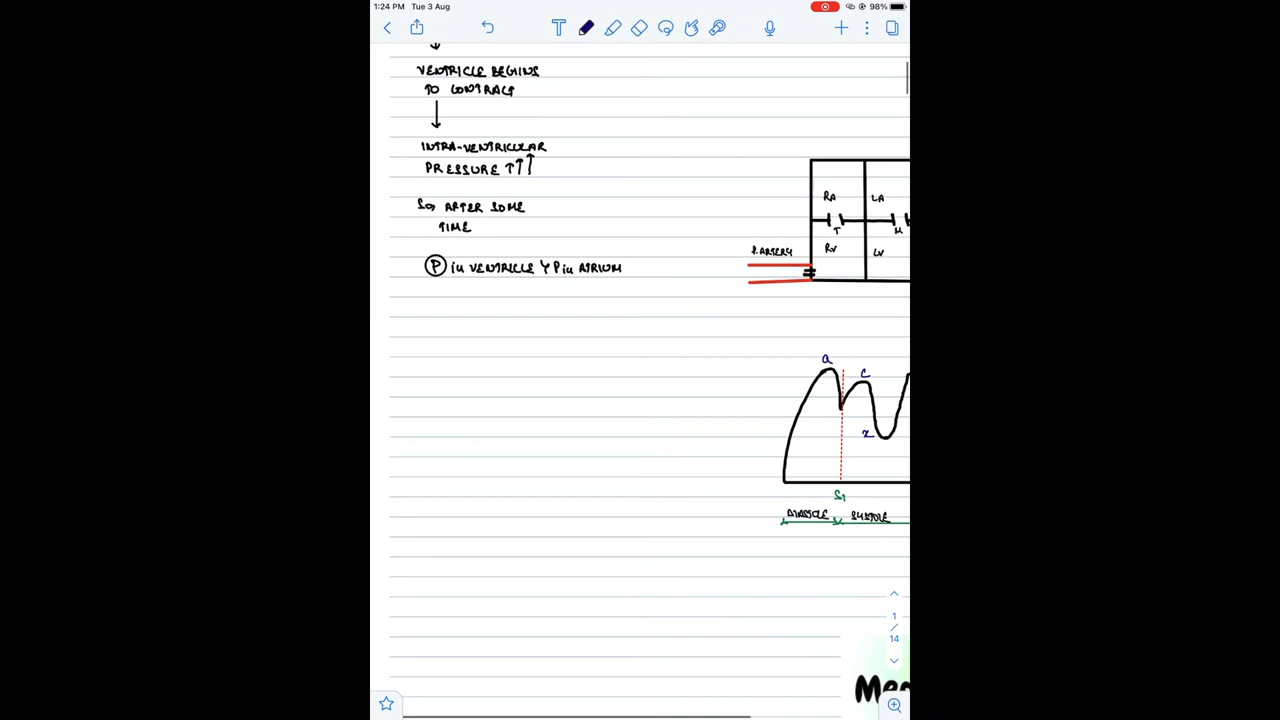 1:24 PM Tue 3 Aug
98%
T
VENTRICLE BEGINS
TO CONTRACT
INTRA-VENTRICULAR
PRESSURE ↑↑↑
So, AFTER SOME
TIME
P in VENTRICLE > P in ATRIUM
RA LA
T M
P. ARTERY RV LV
a
c
x
S1
DIASTOLE SYSTOLE
1
/
14